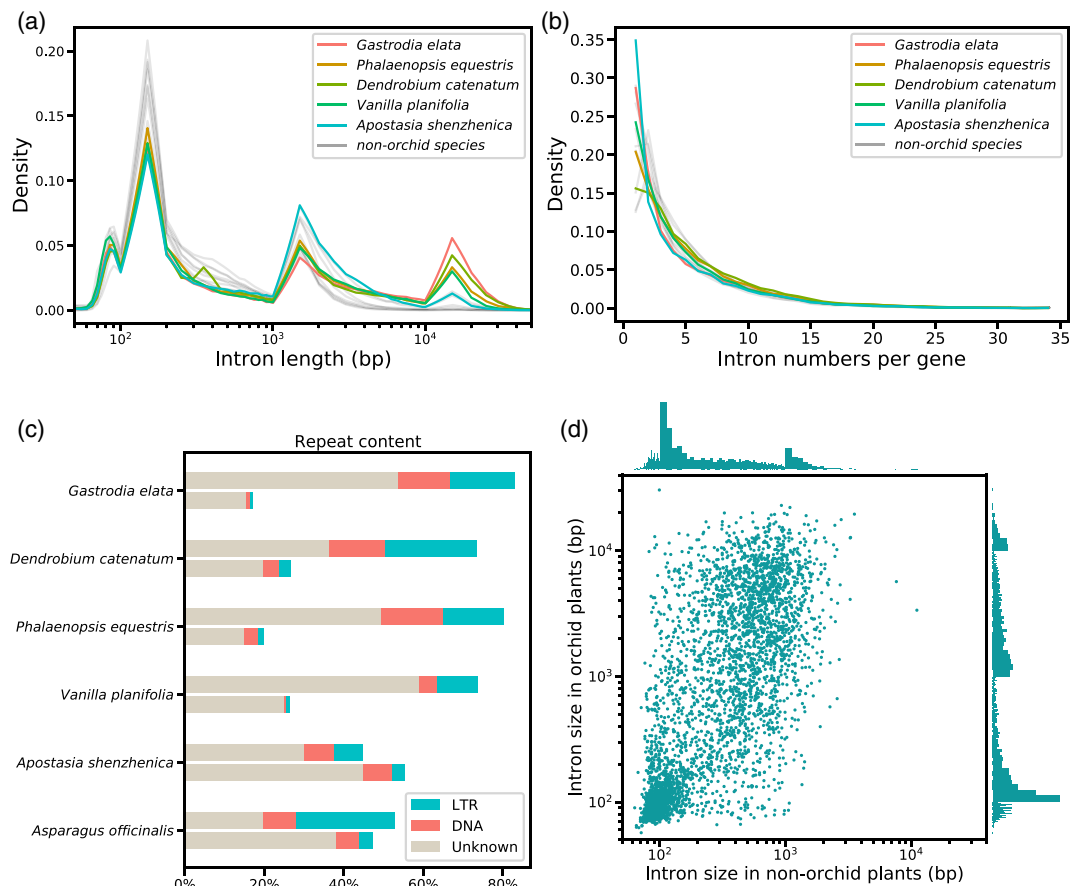 (a)
0.20
0.15
0.10
0.05
0.00
Density
10²
10³
10⁴
Intron length (bp)
Gastrodia elata
Phalaenopsis equestris
Dendrobium catenatum
Vanilla planifolia
Apostasia shenzhenica
non-orchid species
(b)
0.35
0.30
0.25
0.20
0.15
0.10
0.05
0.00
Density
0
5
10
15
20
25
30
35
Intron numbers per gene
Gastrodia elata
Phalaenopsis equestris
Dendrobium catenatum
Vanilla planifolia
Apostasia shenzhenica
non-orchid species
(c)
Repeat content
Gastrodia elata
Dendrobium catenatum
Phalaenopsis equestris
Vanilla planifolia
Apostasia shenzhenica
Asparagus officinalis
LTR
DNA
Unknown
0%
20%
40%
60%
80%
(d)
Intron size in orchid plants (bp)
10⁴
10³
10²
10²
10³
10⁴
Intron size in non-orchid plants (bp)